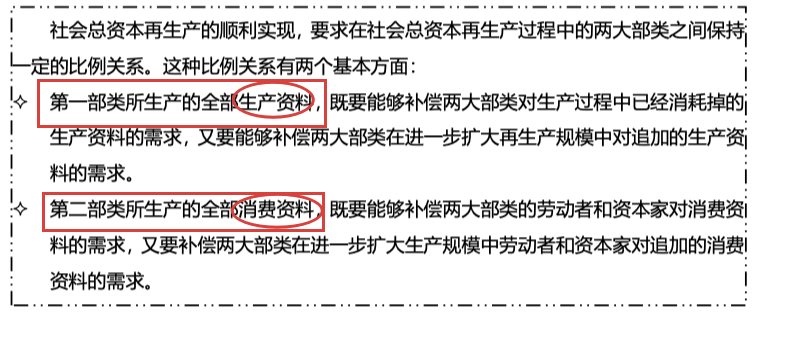 社会总资本再生产的顺利实现，要求在社会总资本再生产过程中的两大部类之间保持
一定的比例关系。这种比例关系有两个基本方面：
✧ 第一部类所生产的全部生产资料，既要能够补偿两大部类对生产过程中已经消耗掉的
生产资料的需求，又要能够补偿两大部类在进一步扩大再生产规模中对追加的生产资
料的需求。
✧ 第二部类所生产的全部消费资料，既要能够补偿两大部类的劳动者和资本家对消费资
料的需求，又要补偿两大部类在进一步扩大生产规模中劳动者和资本家对追加的消费
资料的需求。